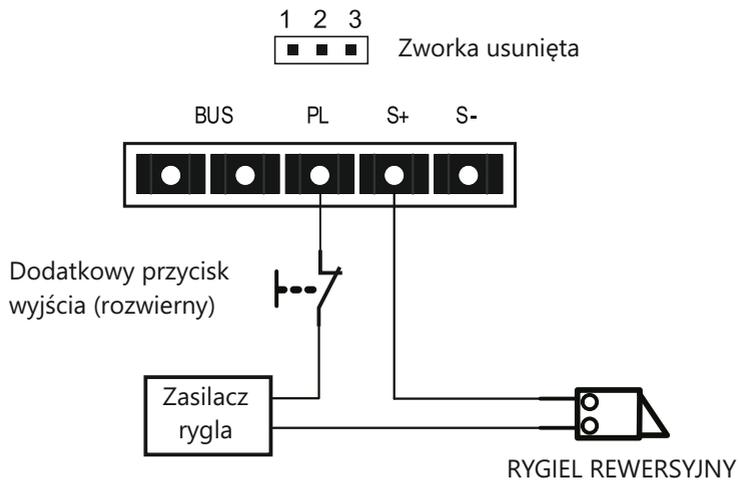 1 2 3
Zworka usunięta
BUS PL S+ S-
Dodatkowy przycisk
wyjścia (rozwierny)
Zasilacz
rygla
RYGIEL REWERSYJNY